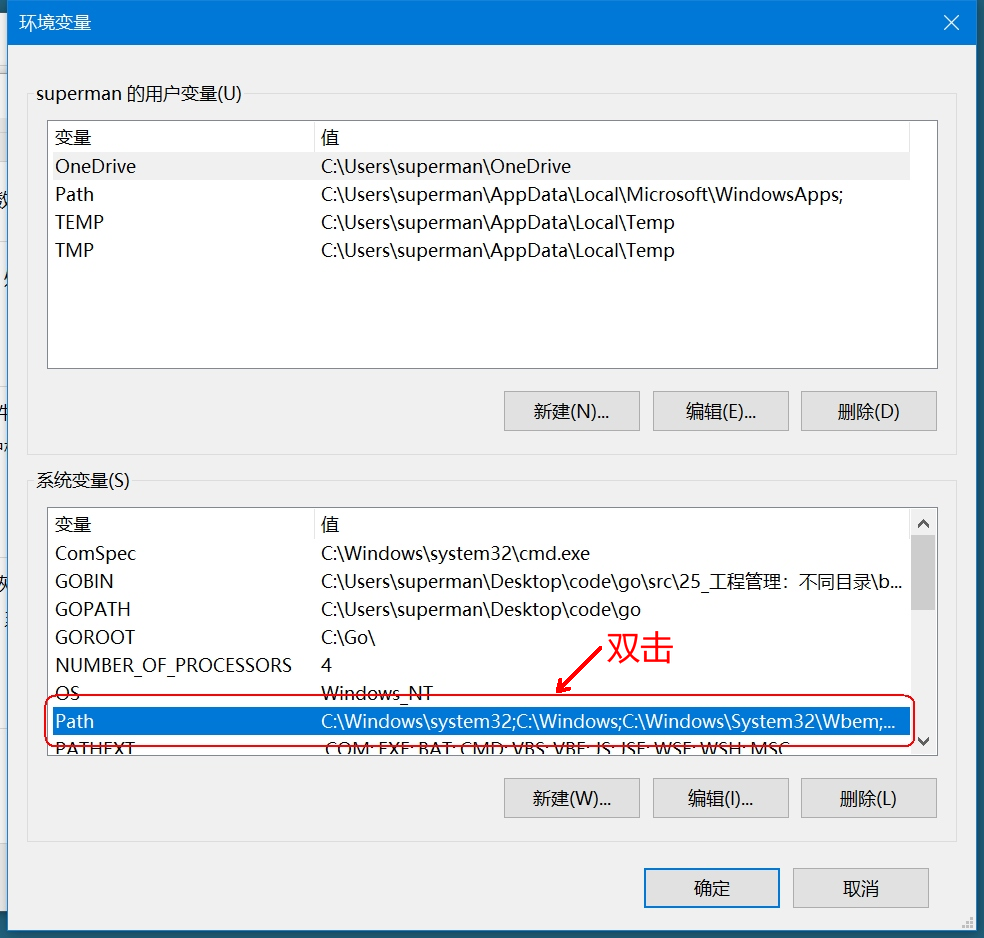 环境变量
superman 的用户变量(U)
变量 值
OneDrive C:\Users\superman\OneDrive
Path C:\Users\superman\AppData\Local\Microsoft\WindowsApps;
TEMP C:\Users\superman\AppData\Local\Temp
TMP C:\Users\superman\AppData\Local\Temp
新建(N)... 编辑(E)... 删除(D)
系统变量(S)
变量 值
ComSpec C:\Windows\system32\cmd.exe
GOBIN C:\Users\superman\Desktop\code\go\src\25_工程管理：不同目录\b...
GOPATH C:\Users\superman\Desktop\code\go
GOROOT C:\Go\
双击
NUMBER_OF_PROCESSORS 4
OS Windows_NT
Path C:\Windows\system32;C:\Windows;C:\Windows\System32\Wbem;...
PATHEXT .COM;.EXE;.BAT;.CMD;.VBS;.VBE;.JS;.JSE;.WSF;.WSH;.MSC
新建(W)... 编辑(I)... 删除(L)
确定 取消